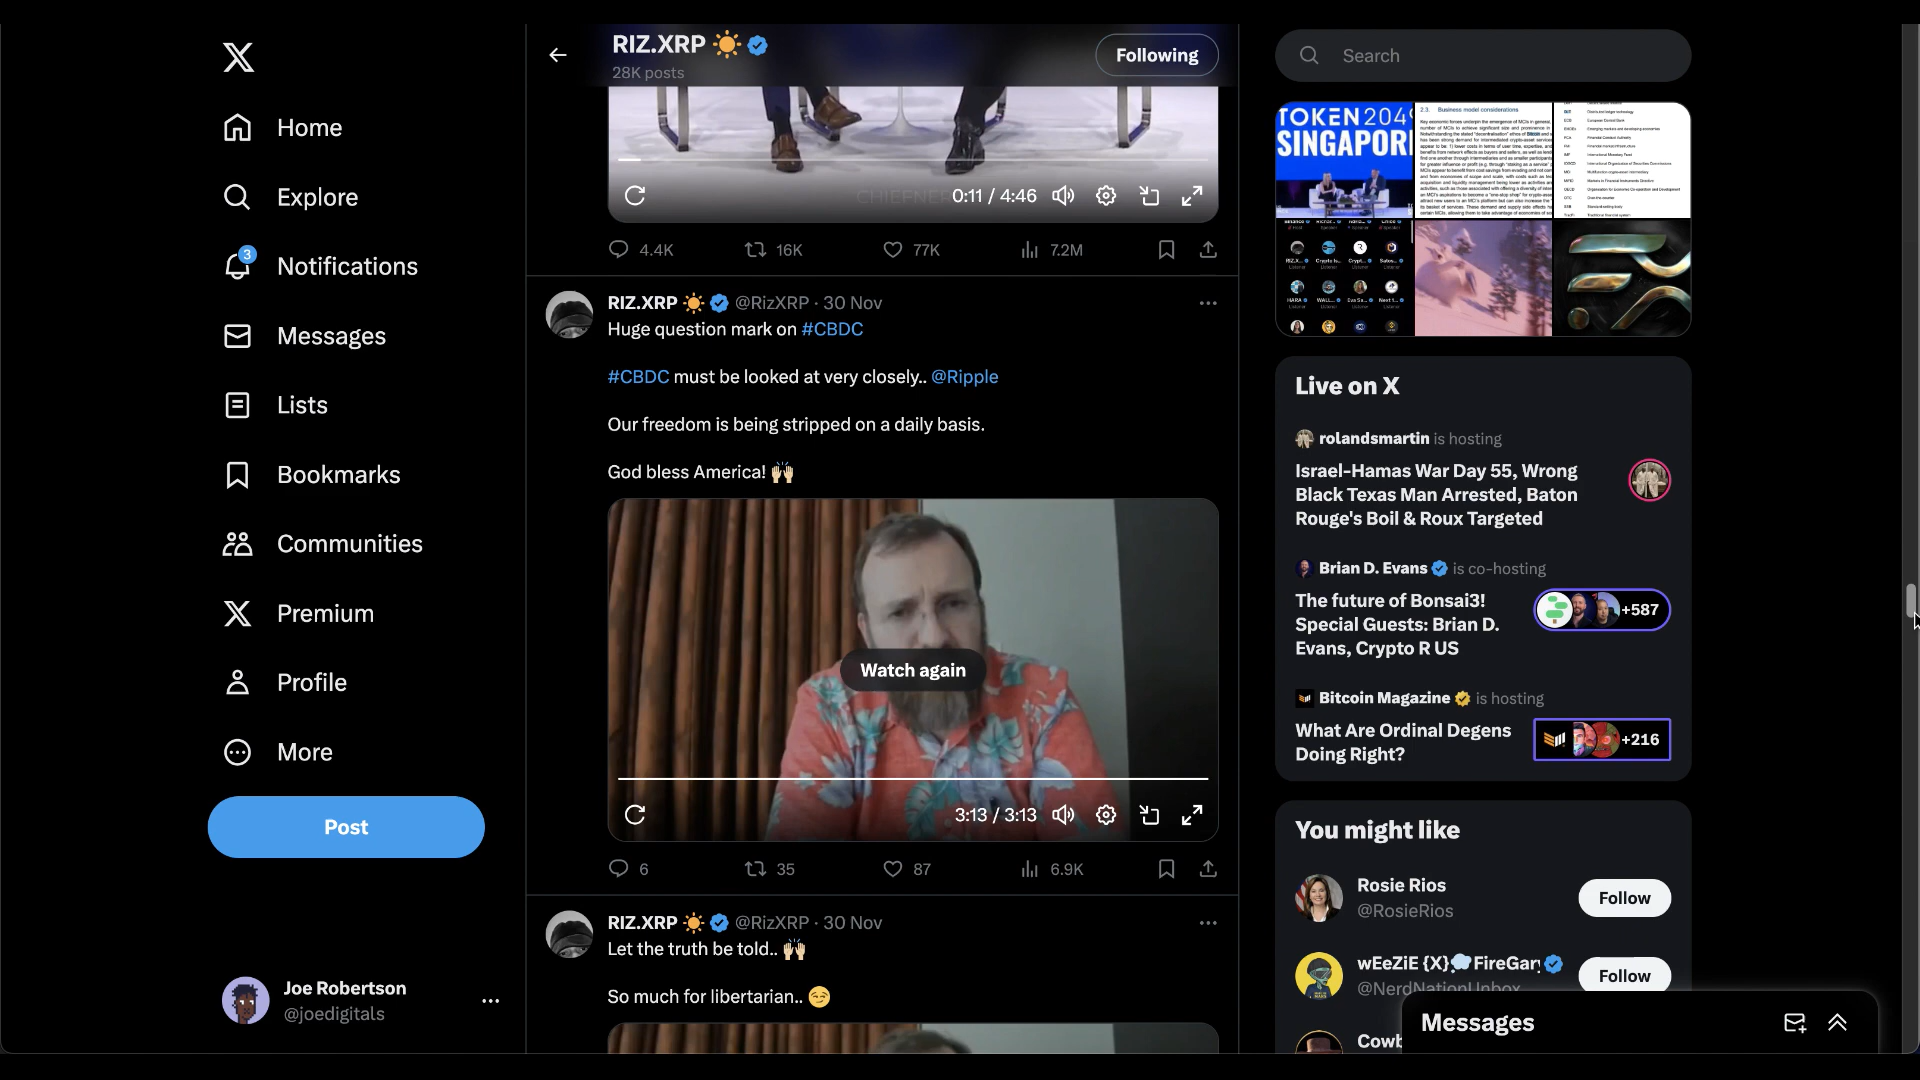 Home
Explore
3
Notifications
Messages
Lists
Bookmarks
Communities
Premium
Profile
More
Post
Joe Robertson
@joedigitals
RIZ.XRP
28K posts
Following
0:11 / 4:46
4.4K 16K 77K 7.2M
RIZ.XRP @RizXRP · 30 Nov
Huge question mark on #CBDC
#CBDC must be looked at very closely.. @Ripple
Our freedom is being stripped on a daily basis.
God bless America! 🙌🏻
Watch again
3:13 / 3:13
6 35 87 6.9K
RIZ.XRP @RizXRP · 30 Nov
Let the truth be told.. 🙌🏻
So much for libertarian.. 😏
Search
TOKEN 204
SINGAPOR
2.3. Business model considerations
Live on X
rolandsmartin is hosting
Israel-Hamas War Day 55, Wrong
Black Texas Man Arrested, Baton
Rouge's Boil & Roux Targeted
Brian D. Evans is co-hosting
The future of Bonsai3!
Special Guests: Brian D.
Evans, Crypto R US
+587
Bitcoin Magazine is hosting
What Are Ordinal Degens
Doing Right?
+216
You might like
Rosie Rios
@RosieRios
Follow
wEeZiE {X}💭FireGary
@NerdNationUnbox
Follow
Cowb
Messages